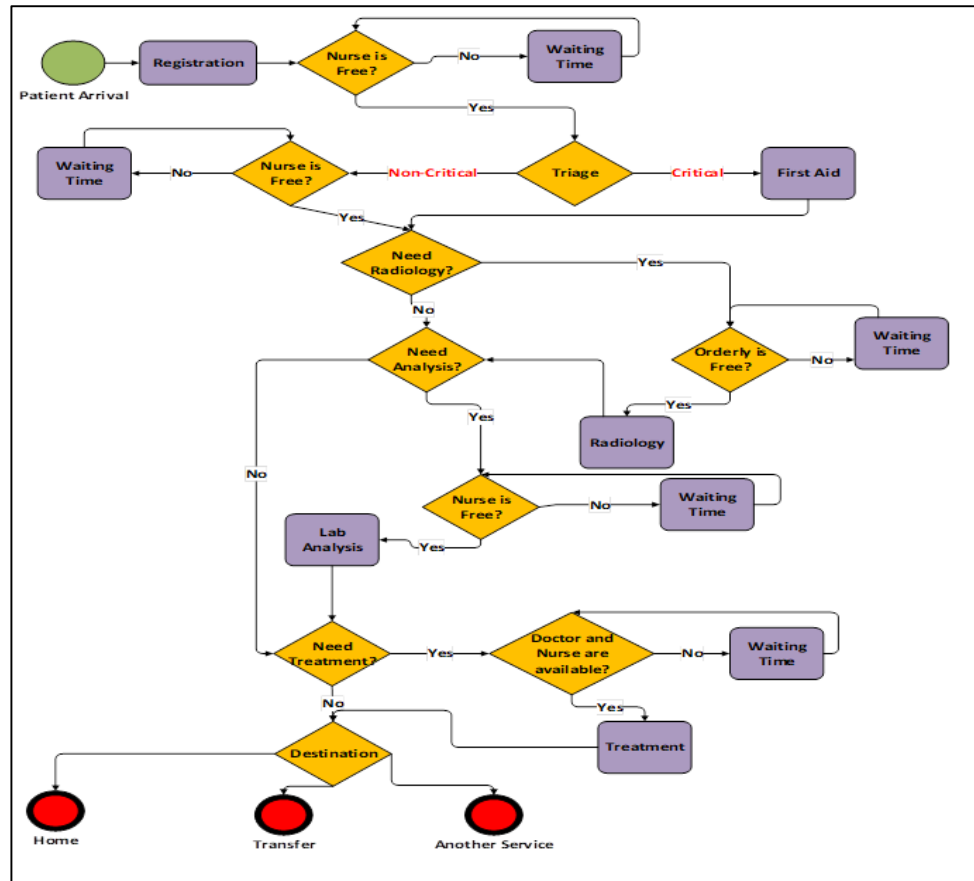 Nurse is
Free?
No
Waiting
Time
Registration
Patient Arrival
Yes
Waiting
Time
No
Nurse is
Free?
Non-Critical
Triage
Critical
First Aid
Yes
Need
Radiology?
Yes
No
Need
Analysis?
Orderly is
Free?
No
Waiting
Time
Yes
Yes
Radiology
No
Nurse is
Free?
No
Waiting
Time
Lab
Analysis
Yes
Need
Treatment?
Yes
Doctor and
Nurse are
available?
No
Waiting
Time
No
Yes
Treatment
Destination
Home
Transfer
Another Service